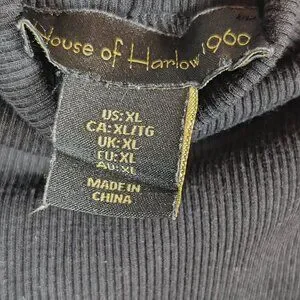 House of Harlow 1960
US: XL
CA: XL/TG
UK: XL
EU: XL
AU: XL
MADE IN
CHINA